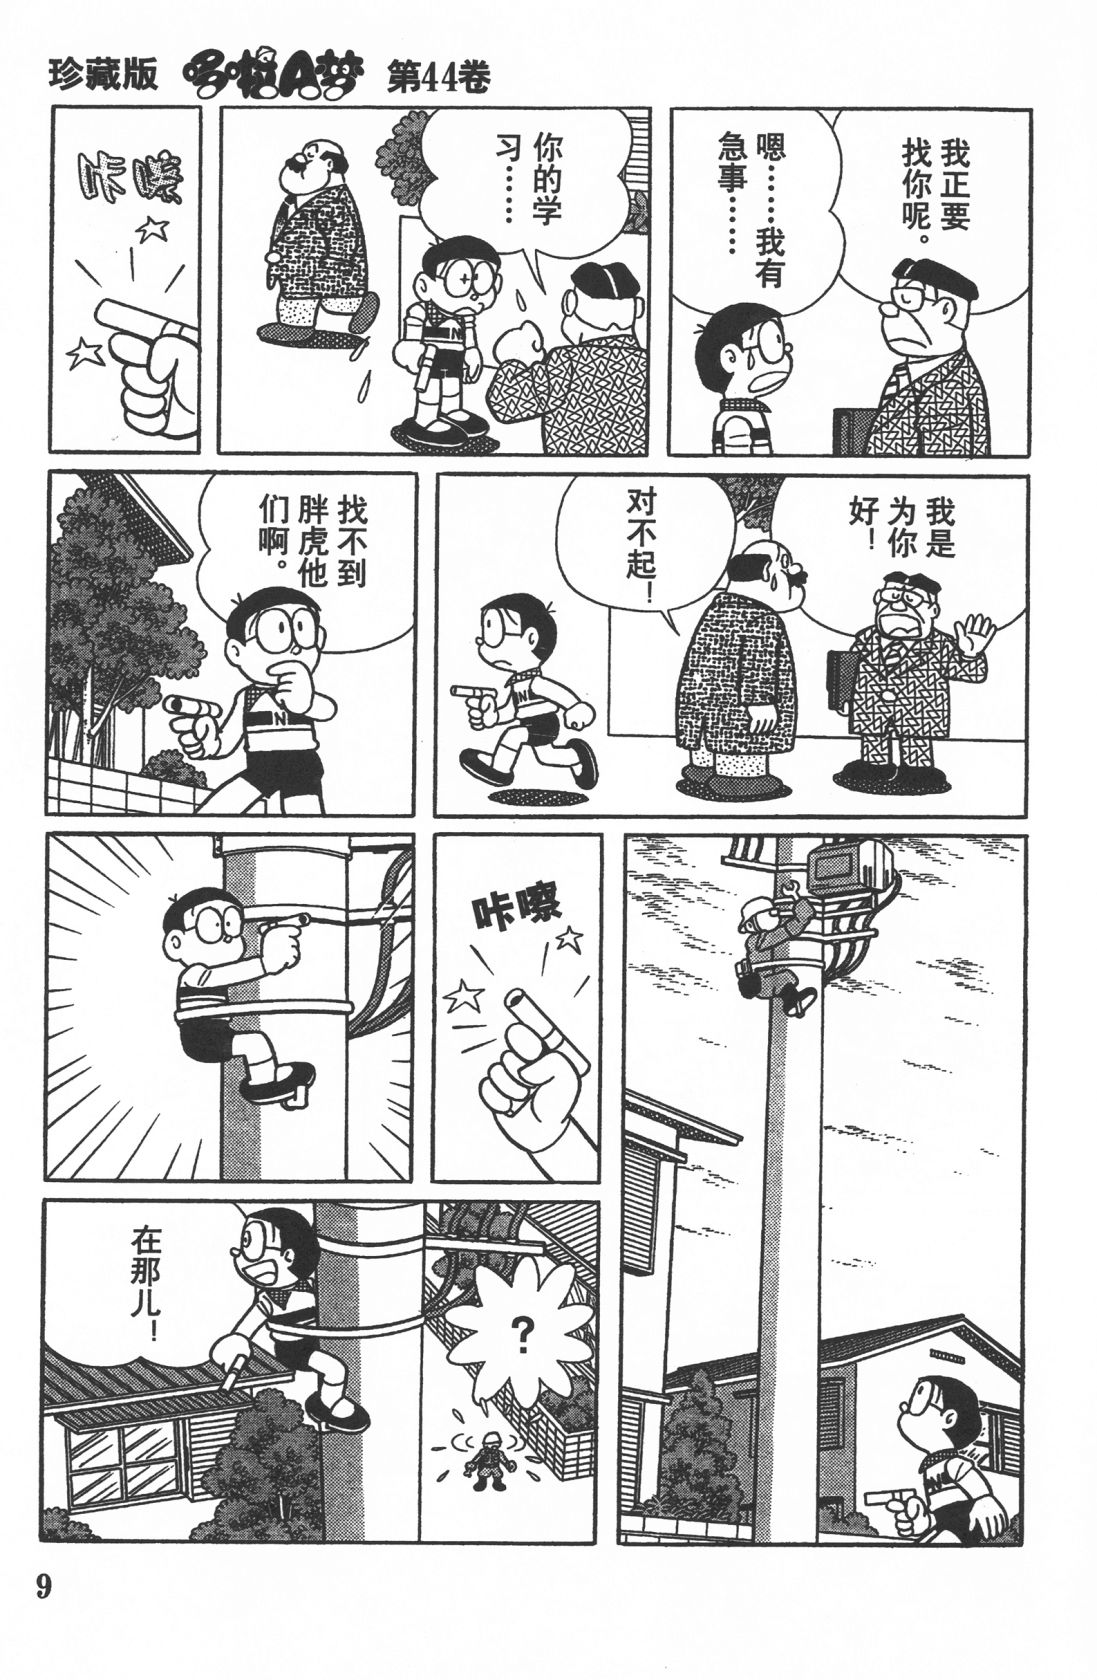 珍藏版 哆啦A梦 第44卷
我正要
找你呢。
嗯……我有
急事……
你的学
习……
咔嚓
我是
为你
好！
对不起！
找不到
胖虎他
们啊。
咔嚓
N
N
N
？
在那儿！
9